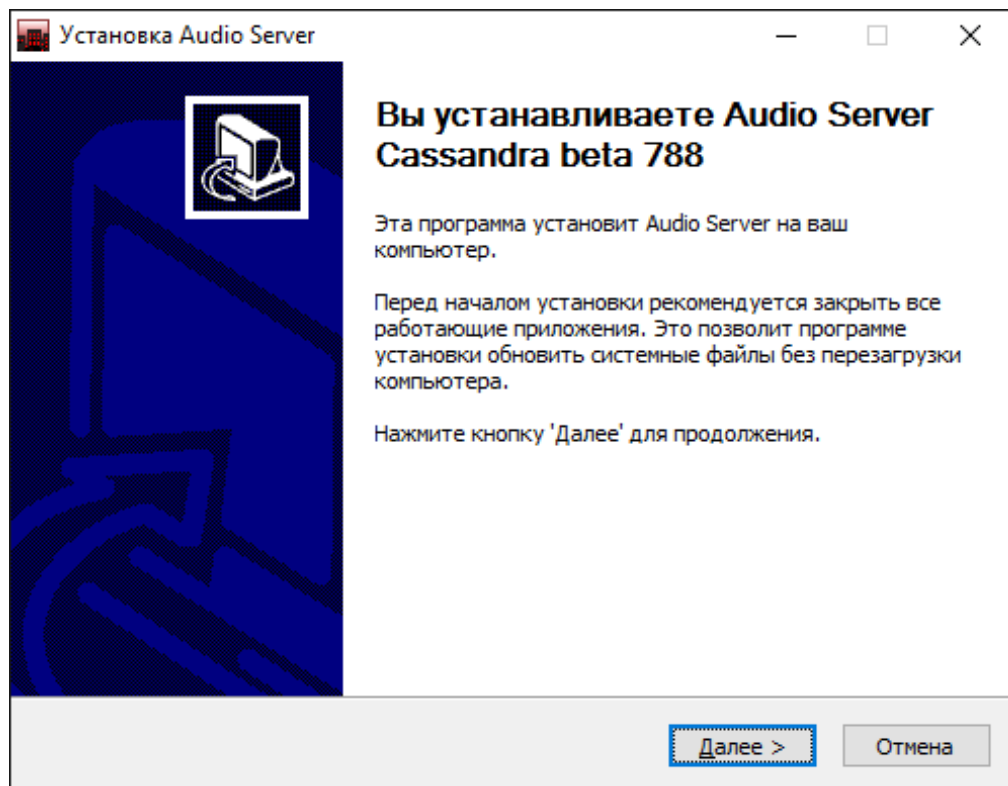 Установка Audio Server
Вы устанавливаете Audio Server
Cassandra beta 788
Эта программа установит Audio Server на ваш
компьютер.
Перед началом установки рекомендуется закрыть все
работающие приложения. Это позволит программе
установки обновить системные файлы без перезагрузки
компьютера.
Нажмите кнопку 'Далее' для продолжения.
Далее >
Отмена